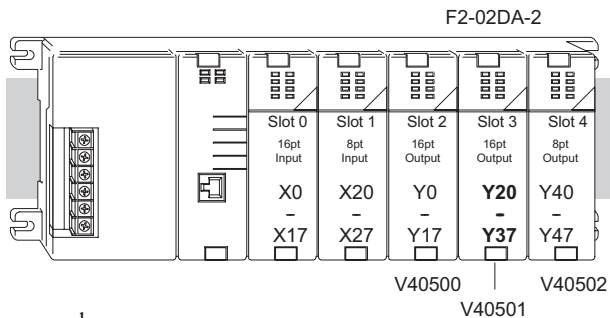 F2-02DA-2
Slot 0 Slot 1 Slot 2 Slot 3 Slot 4
16pt 8pt 16pt 16pt 8pt
Input Input Output Output Output
X0 X20 Y0 Y20 Y40
- - - - -
X17 X27 Y17 Y37 Y47
V40500 V40502
V40501